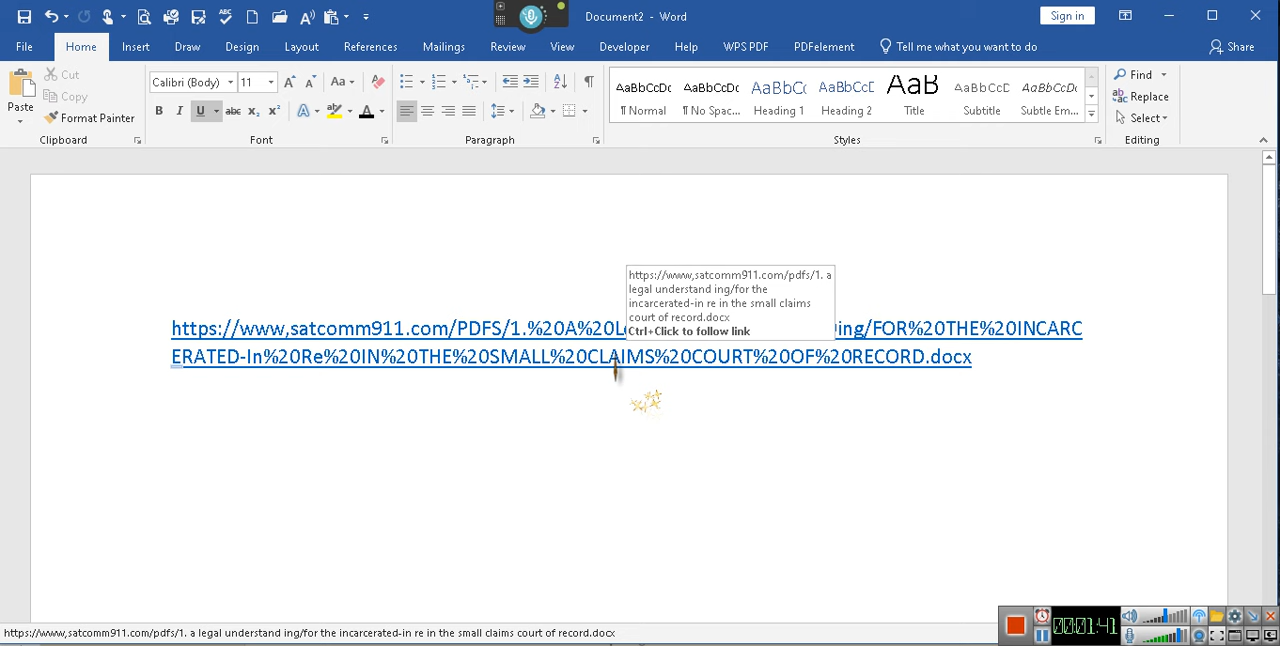 Document2 - Word
Sign in
File Home Insert Draw Design Layout References Mailings Review View Developer Help WPS PDF PDFelement Tell me what you want to do Share
Paste
Cut
Copy
Format Painter
Clipboard
Calibri (Body) 11
Font
Paragraph
AaBbCcDc AaBbCcDc AaBbCc AaBbCcD AaB AaBbCcD AaBbCcDc
¶ Normal ¶ No Spac... Heading 1 Heading 2 Title Subtitle Subtle Em...
Styles
Find
Replace
Select
Editing
https://www,satcomm911.com/pdfs/1. a
legal understand ing/for the
incarcerated-in re in the small claims
court of record.docx
Ctrl+Click to follow link
https://www,satcomm911.com/PDFS/1.%20A%20L ing/FOR%20THE%20INCARC
ERATED-In%20Re%20IN%20THE%20SMALL%20CLAIMS%20COURT%20OF%20RECORD.docx
https://www,satcomm911.com/pdfs/1. a legal understand ing/for the incarcerated-in re in the small claims court of record.docx
00:01:41